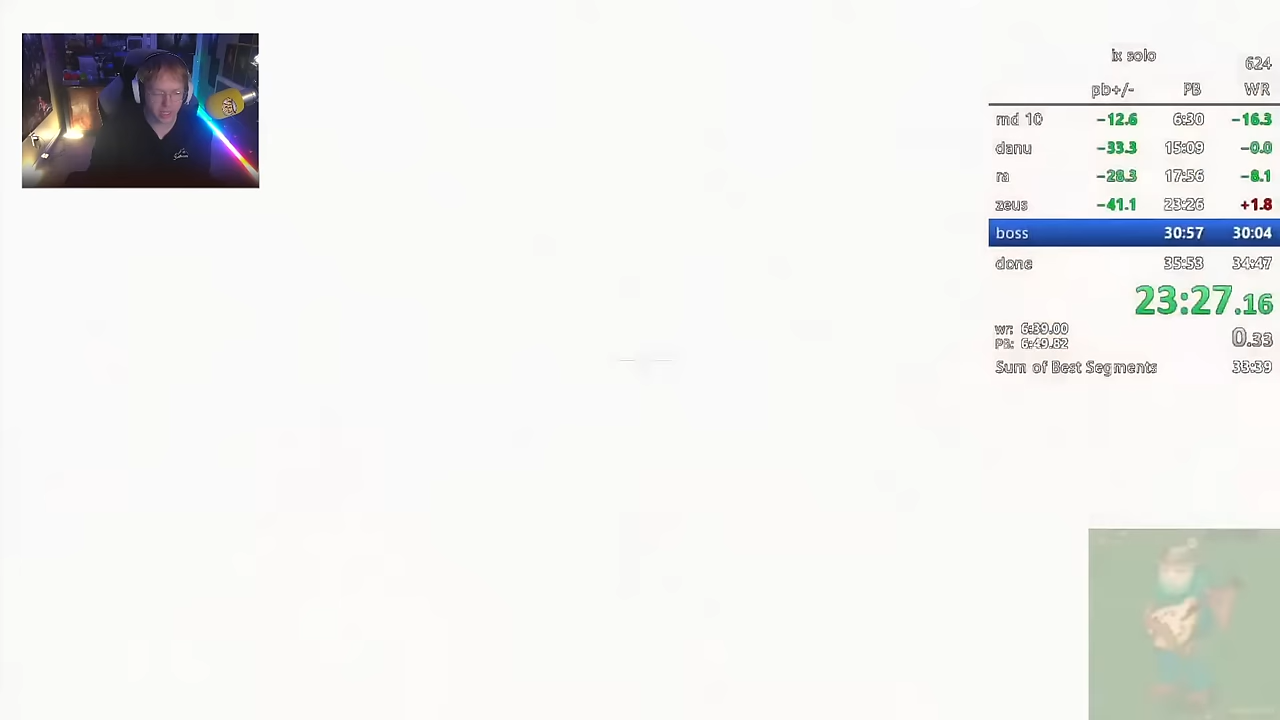 ix solo 624
pb+/- PB WR
rnd 10 -12.6 6:30 -16.3
danu -33.3 15:09 -0.0
ra -28.3 17:56 -8.1
zeus -41.1 23:26 +1.8
boss 30:57 30:04
done 35:53 34:47
23:27.16
wr: 6:39.00 0.33
PB: 6:49.82
Sum of Best Segments 33:39